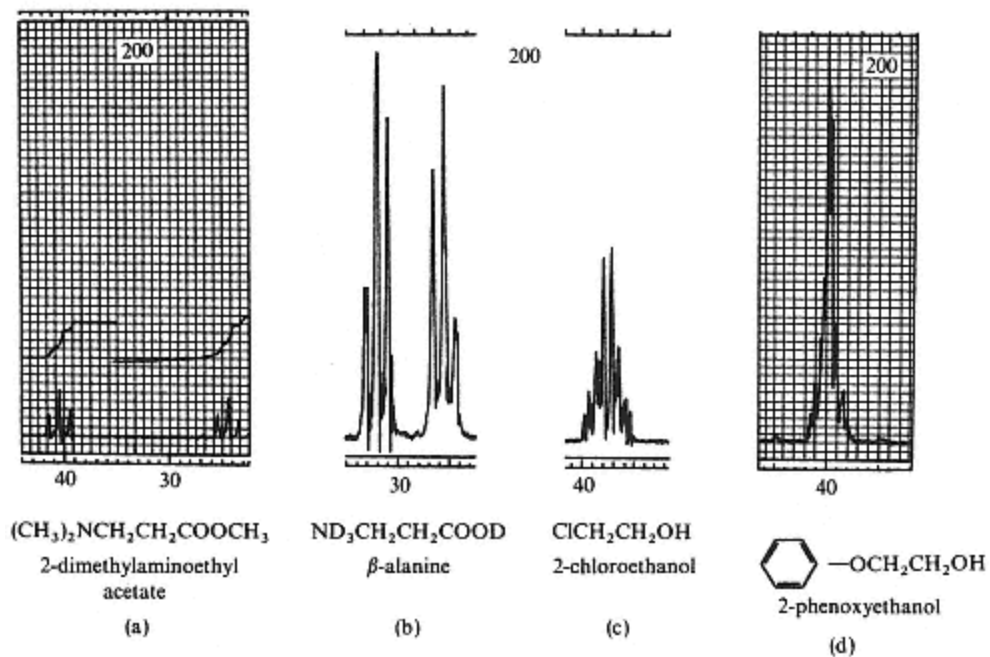 200
200
200
40 30
30
40
40
(CH₃)₂NCH₂CH₂COOCH₃
2-dimethylaminoethyl
acetate
(a)
ND₃CH₂CH₂COOD
β-alanine
(b)
ClCH₂CH₂OH
2-chloroethanol
(c)
—OCH₂CH₂OH
2-phenoxyethanol
(d)